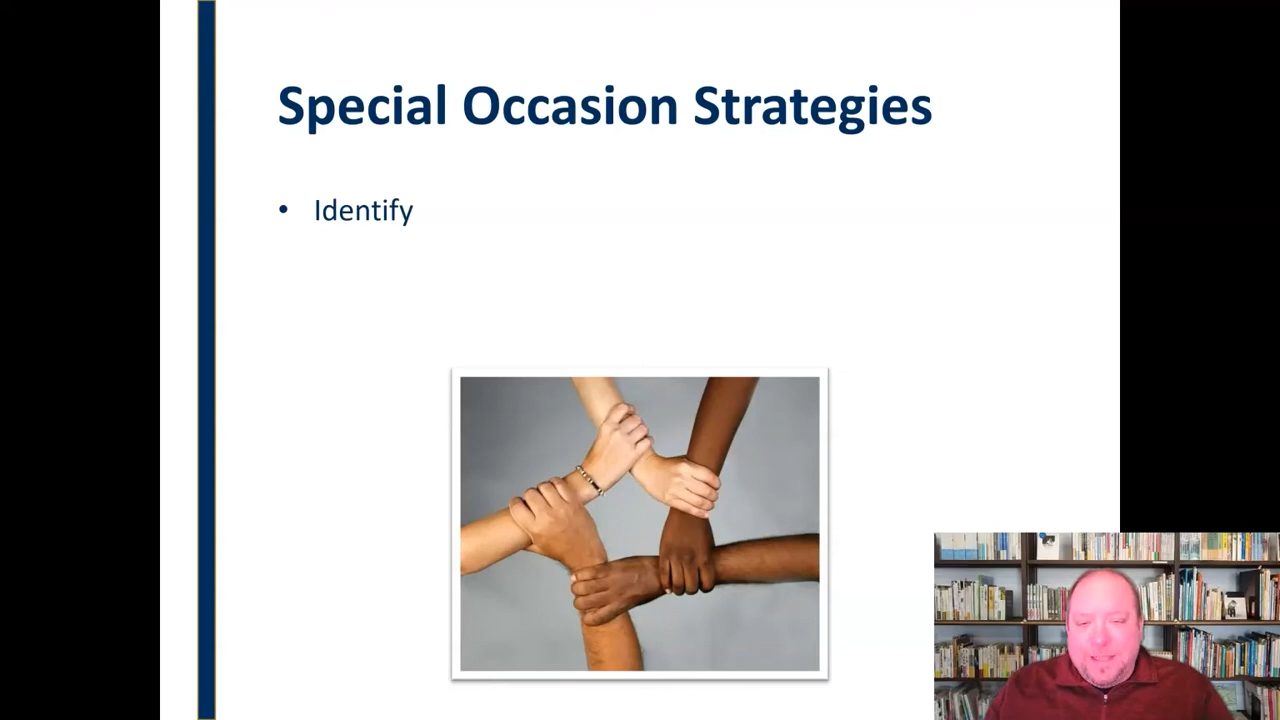 Special Occasion Strategies
• Identify